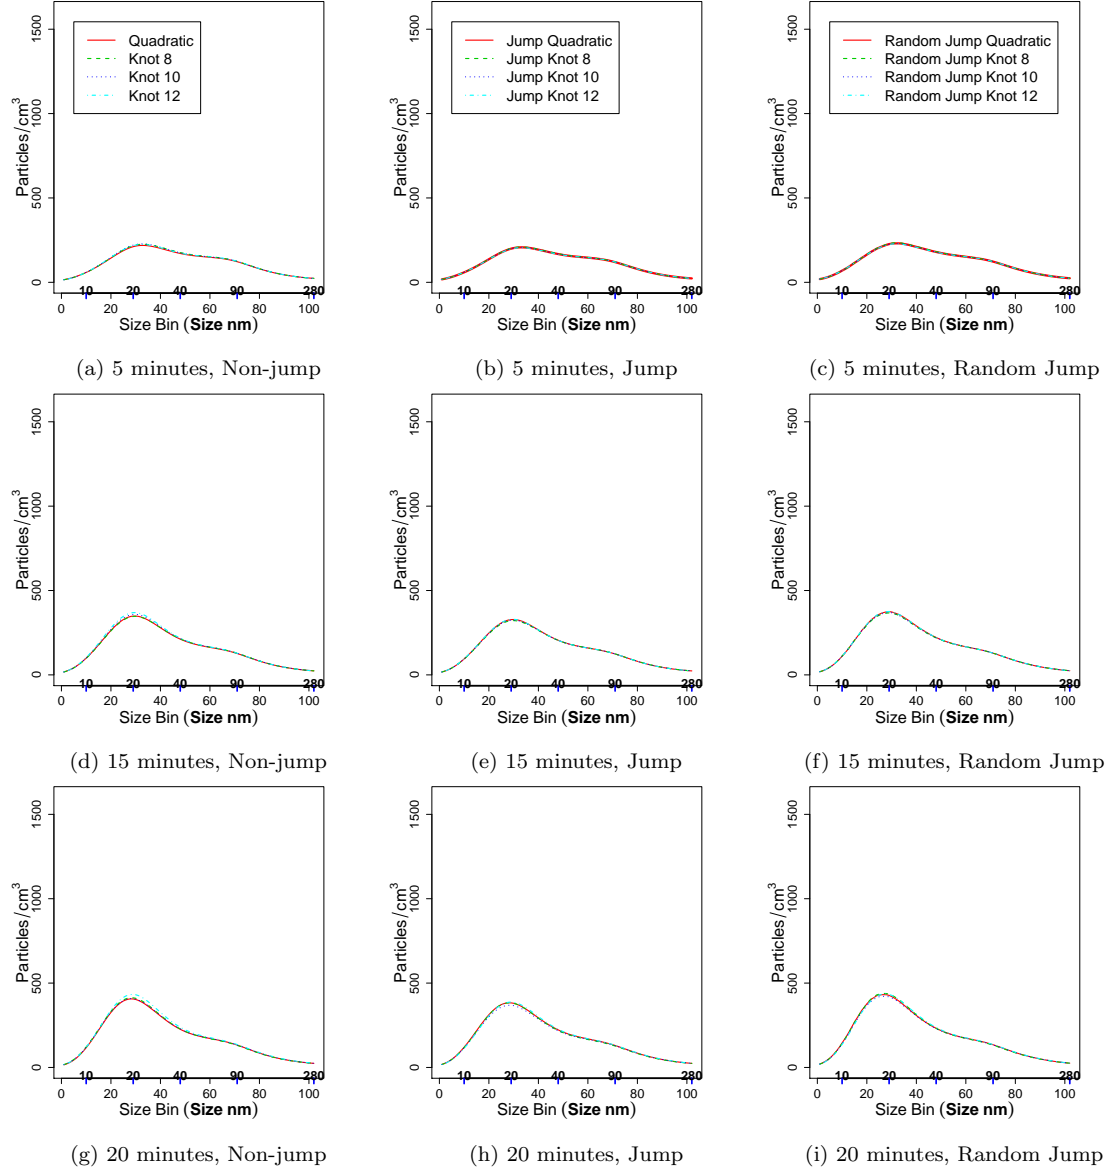 1500
1000
500
0
Particles/cm³
Quadratic
Knot 8
Knot 10
Knot 12
10 20 40 90 280
0 20 40 60 80 100
Size Bin (Size nm)
(a) 5 minutes, Non-jump
1500
1000
500
0
Particles/cm³
Jump Quadratic
Jump Knot 8
Jump Knot 10
Jump Knot 12
10 20 40 90 280
0 20 40 60 80 100
Size Bin (Size nm)
(b) 5 minutes, Jump
1500
1000
500
0
Particles/cm³
Random Jump Quadratic
Random Jump Knot 8
Random Jump Knot 10
Random Jump Knot 12
10 20 40 90 280
0 20 40 60 80 100
Size Bin (Size nm)
(c) 5 minutes, Random Jump
1500
1000
500
0
Particles/cm³
10 20 40 90 280
0 20 40 60 80 100
Size Bin (Size nm)
(d) 15 minutes, Non-jump
1500
1000
500
0
Particles/cm³
10 20 40 90 280
0 20 40 60 80 100
Size Bin (Size nm)
(e) 15 minutes, Jump
1500
1000
500
0
Particles/cm³
10 20 40 90 280
0 20 40 60 80 100
Size Bin (Size nm)
(f) 15 minutes, Random Jump
1500
1000
500
0
Particles/cm³
10 20 40 90 280
0 20 40 60 80 100
Size Bin (Size nm)
(g) 20 minutes, Non-jump
1500
1000
500
0
Particles/cm³
10 20 40 90 280
0 20 40 60 80 100
Size Bin (Size nm)
(h) 20 minutes, Jump
1500
1000
500
0
Particles/cm³
10 20 40 90 280
0 20 40 60 80 100
Size Bin (Size nm)
(i) 20 minutes, Random Jump